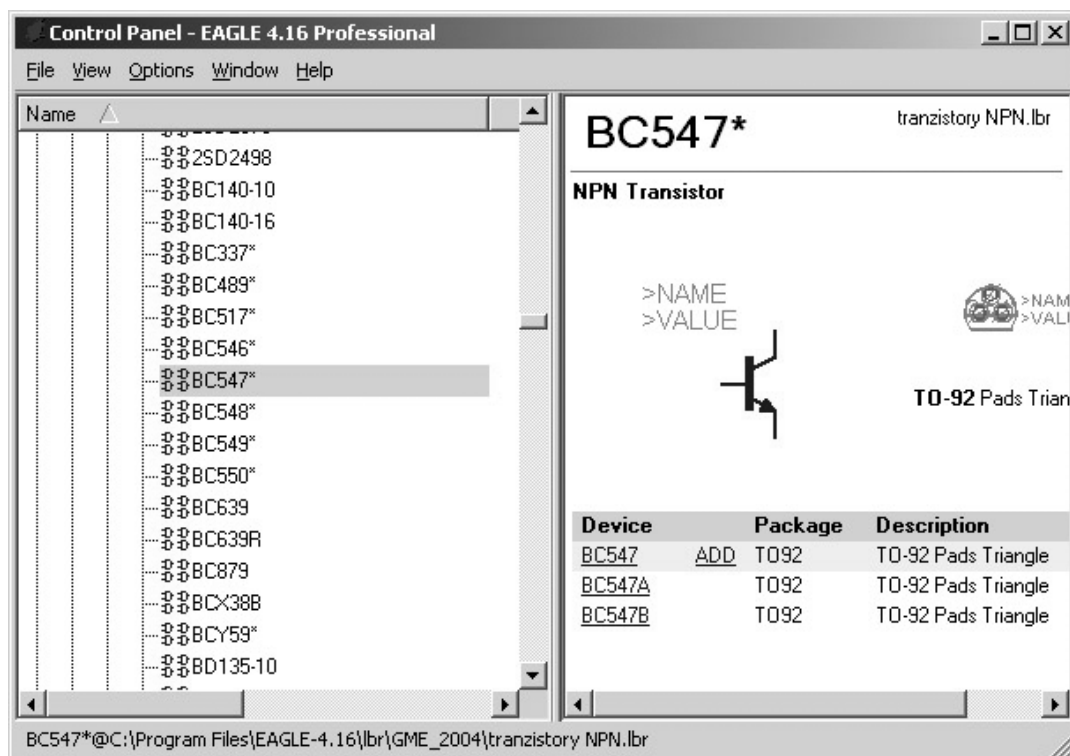 Control Panel - EAGLE 4.16 Professional
File View Options Window Help
Name
2SD2498
BC140-10
BC140-16
BC337*
BC489*
BC517*
BC546*
BC547*
BC548*
BC549*
BC550*
BC639
BC639R
BC879
BCX38B
BCY59*
BD135-10
BC547*
tranzistory NPN.lbr
NPN Transistor
>NAME
>VALUE
>NAM
>VALU
TO-92 Pads Trian
Device Package Description
BC547 ADD TO92 TO-92 Pads Triangle
BC547A TO92 TO-92 Pads Triangle
BC547B TO92 TO-92 Pads Triangle
BC547*@C:\Program Files\EAGLE-4.16\lbr\GME_2004\tranzistory NPN.lbr